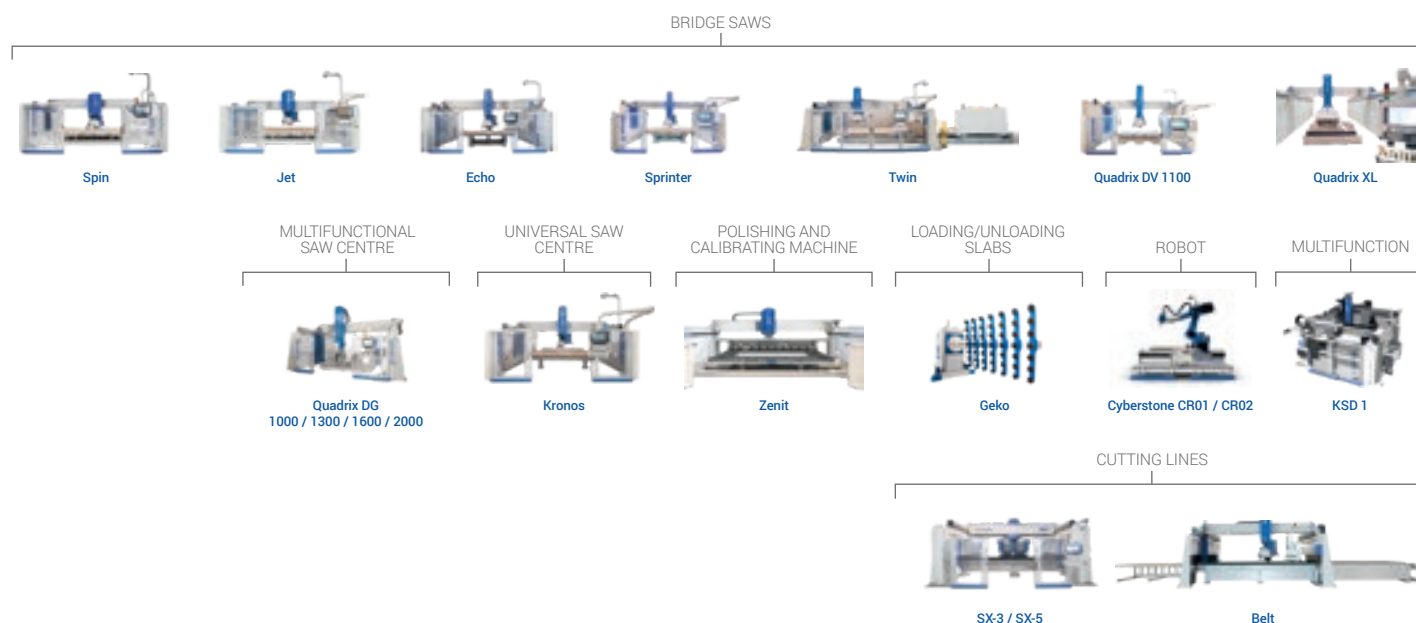 BRIDGE SAWS
Spin
Jet
Echo
Sprinter
Twin
Quadrix DV 1100
Quadrix XL
MULTIFUNCTIONAL
SAW CENTRE
UNIVERSAL SAW
CENTRE
POLISHING AND
CALIBRATING MACHINE
LOADING/UNLOADING
SLABS
ROBOT
MULTIFUNCTION
Quadrix DG
1000 / 1300 / 1600 / 2000
Kronos
Zenit
Geko
Cyberstone CR01 / CR02
KSD 1
CUTTING LINES
SX-3 / SX-5
Belt